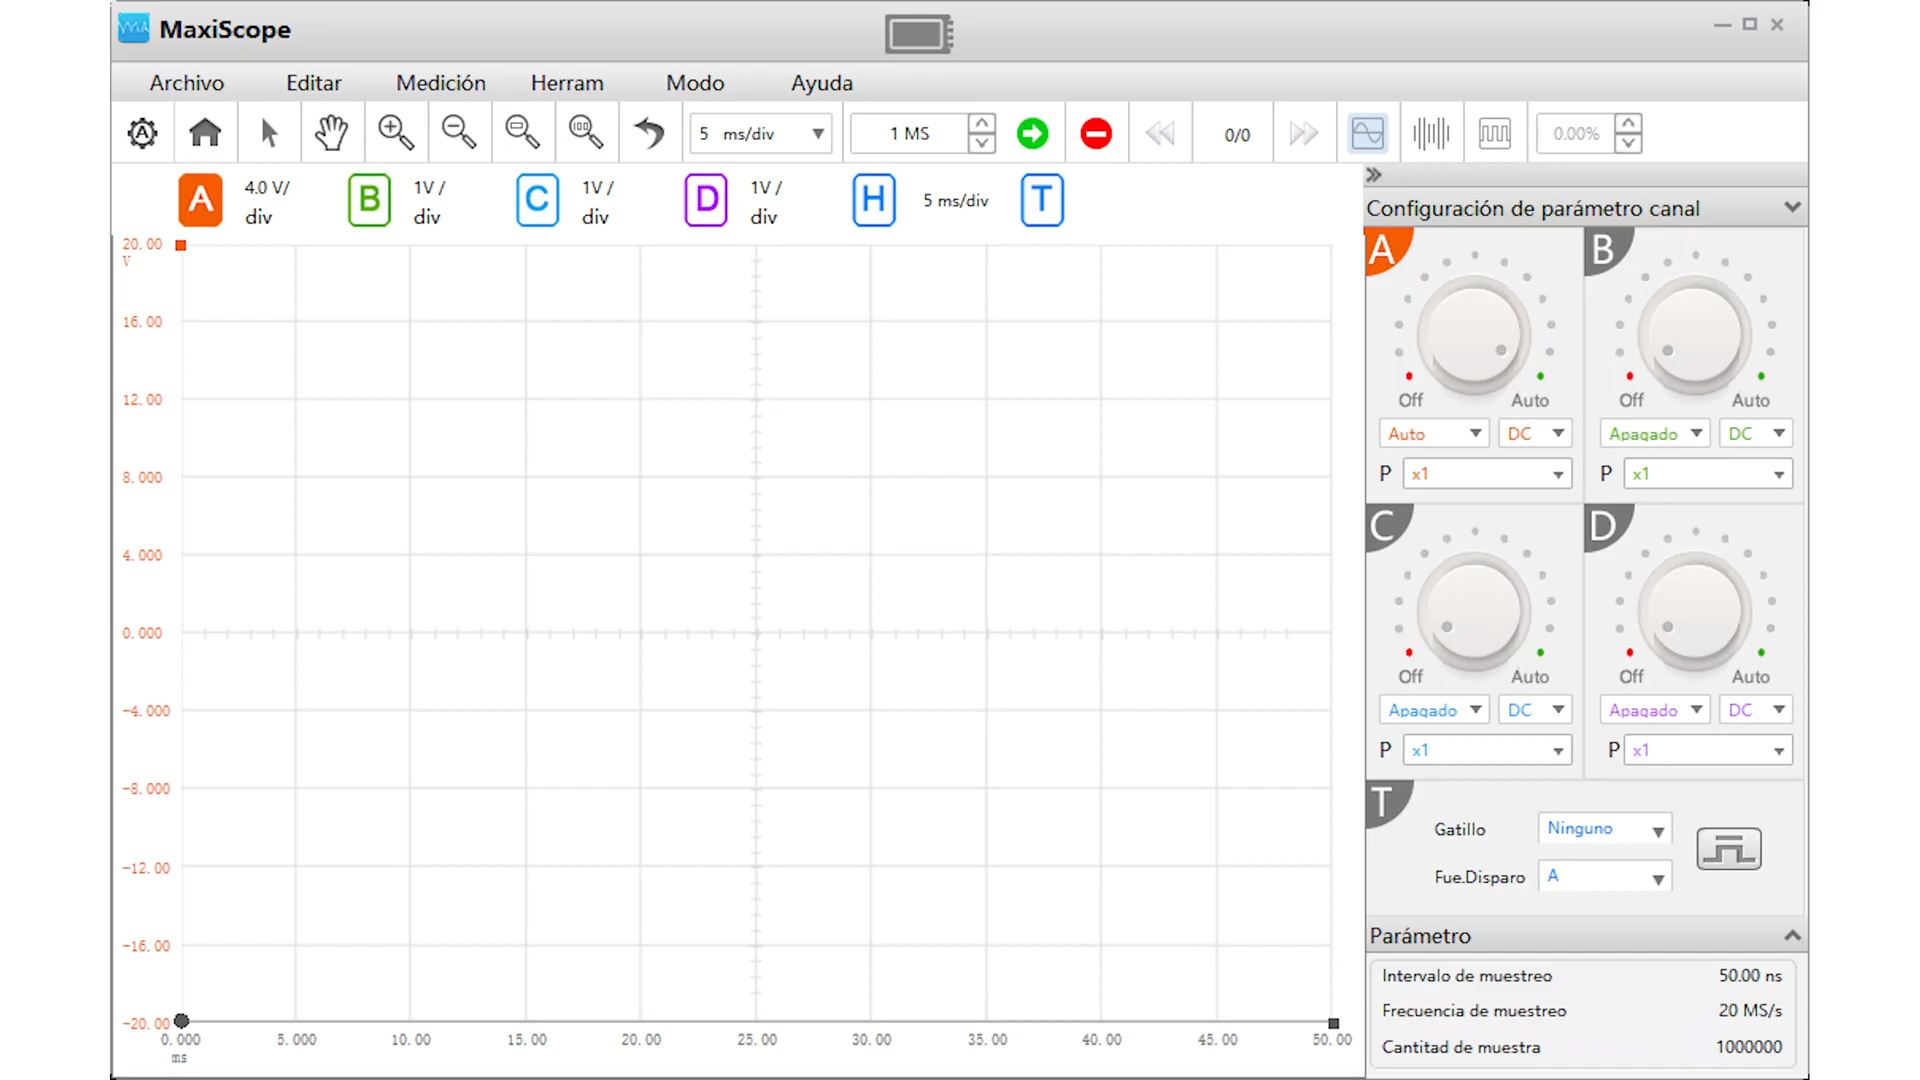 MaxiScope
Archivo Editar Medición Herram Modo Ayuda
A 5 ms/div 1 MS 0/0 0.00%
A 4.0 V/ div B 1V / div C 1V / div D 1V / div H 5 ms/div T
20.00
V
16.00
12.00
8.000
4.000
0.000
-4.000
-8.000
-12.00
-16.00
-20.00
0.000 5.000 10.00 15.00 20.00 25.00 30.00 35.00 40.00 45.00 50.00
ms
Configuración de parámetro canal
A
Off Auto
Auto DC
P x1
B
Off Auto
Apagado DC
P x1
C
Off Auto
Apagado DC
P x1
D
Off Auto
Apagado DC
P x1
T
Gatillo Ninguno
Fue.Disparo A
Parámetro
Intervalo de muestreo 50.00 ns
Frecuencia de muestreo 20 MS/s
Cantidad de muestra 1000000